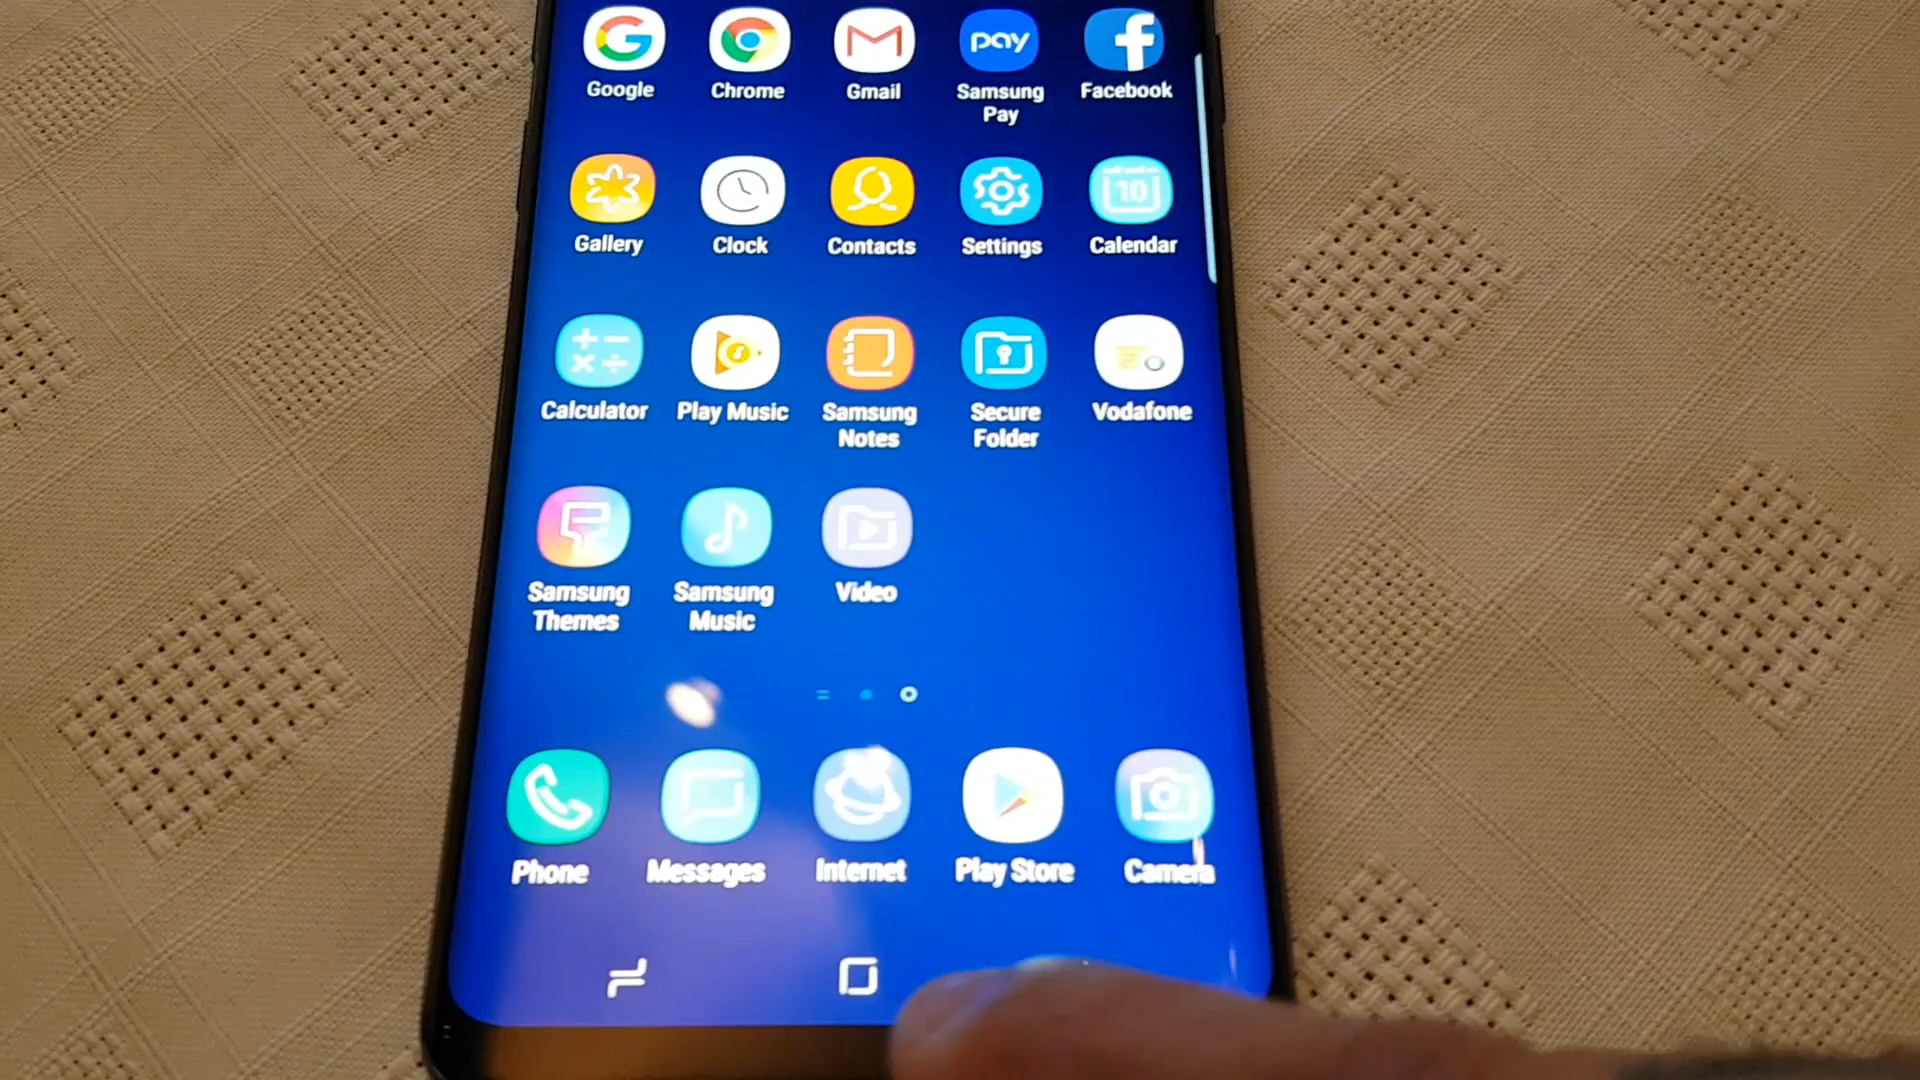 pay
Google
Chrome
Gmail
Samsung
Pay
Facebook
10
Gallery
Clock
Contacts
Settings
Calendar
Calculator
Play Music
Samsung
Notes
Secure
Folder
Vodafone
Samsung
Themes
Samsung
Music
Video
Phone
Messages
Internet
Play Store
Camera